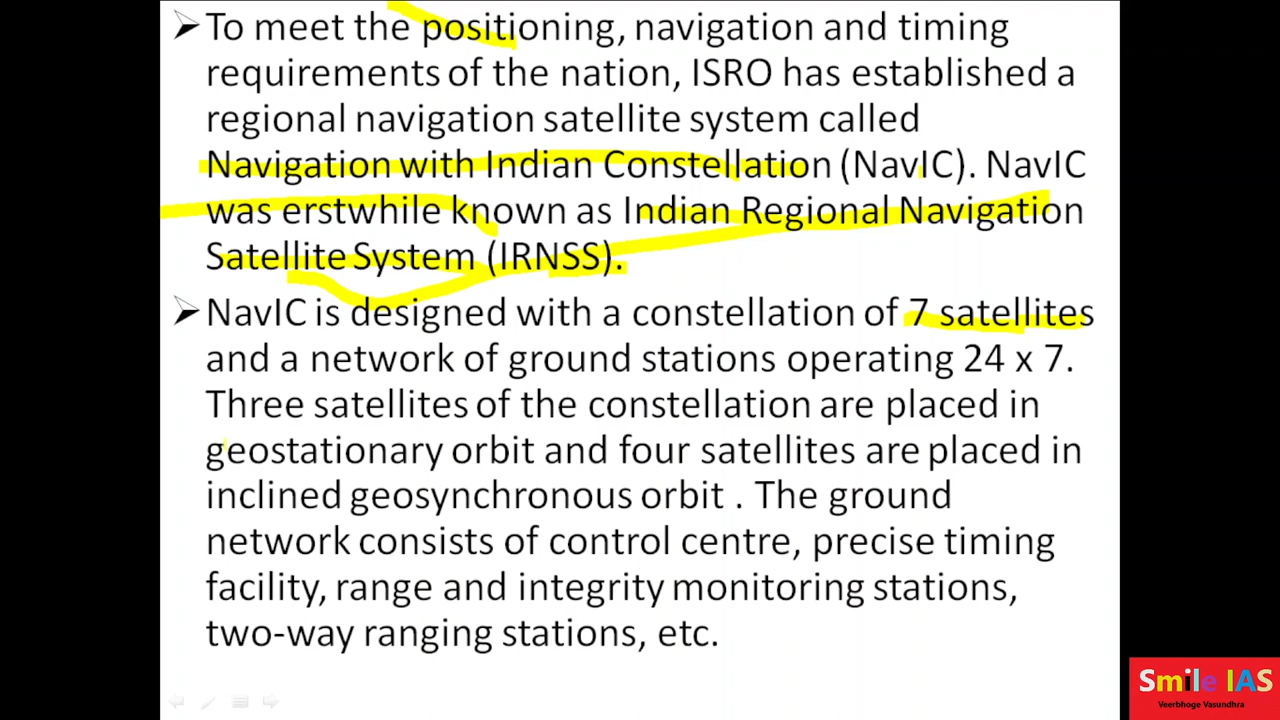 ➢ To meet the positioning, navigation and timing
requirements of the nation, ISRO has established a
regional navigation satellite system called
Navigation with Indian Constellation (NavIC). NavIC
was erstwhile known as Indian Regional Navigation
Satellite System (IRNSS).
➢ NavIC is designed with a constellation of 7 satellites
and a network of ground stations operating 24 x 7.
Three satellites of the constellation are placed in
geostationary orbit and four satellites are placed in
inclined geosynchronous orbit . The ground
network consists of control centre, precise timing
facility, range and integrity monitoring stations,
two-way ranging stations, etc.
Smile IAS
Veerbhoge Vasundhra